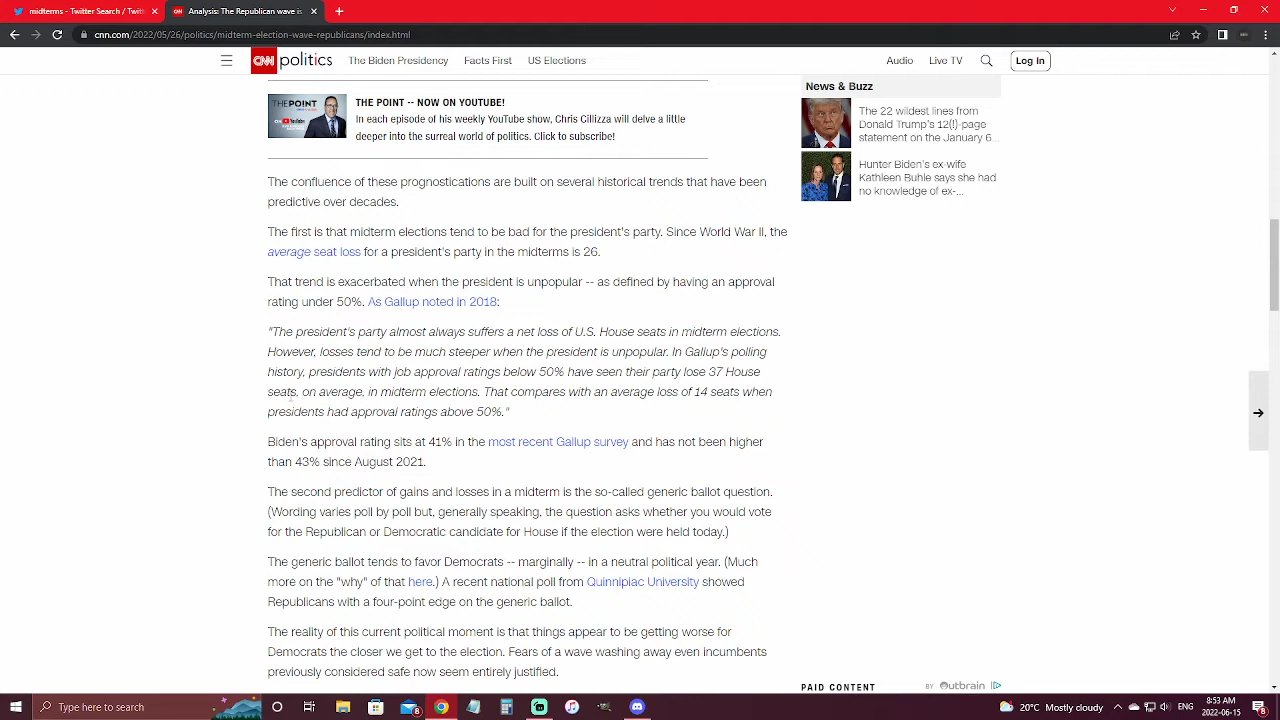 midterms - Twitter Search / Twit
Analysis The Republican wave is
cnn.com/2022/05/26/politics/midterm-election-wave-republicans/index.html
CNN politics The Biden Presidency Facts First US Elections Audio Live TV Log In
THE POINT -- NOW ON YOUTUBE!
In each episode of his weekly YouTube show, Chris Cillizza will delve a little
deeper into the surreal world of politics. Click to subscribe!
The confluence of these prognostications are built on several historical trends that have been
predictive over decades.
The first is that midterm elections tend to be bad for the president's party. Since World War II, the
average seat loss for a president's party in the midterms is 26.
That trend is exacerbated when the president is unpopular -- as defined by having an approval
rating under 50%. As Gallup noted in 2018:
"The president's party almost always suffers a net loss of U.S. House seats in midterm elections.
However, losses tend to be much steeper when the president is unpopular. In Gallup's polling
history, presidents with job approval ratings below 50% have seen their party lose 37 House
seats, on average, in midterm elections. That compares with an average loss of 14 seats when
presidents had approval ratings above 50%."
Biden's approval rating sits at 41% in the most recent Gallup survey and has not been higher
than 43% since August 2021.
The second predictor of gains and losses in a midterm is the so-called generic ballot question.
(Wording varies poll by poll but, generally speaking, the question asks whether you would vote
for the Republican or Democratic candidate for House if the election were held today.)
The generic ballot tends to favor Democrats -- marginally -- in a neutral political year. (Much
more on the "why" of that here.) A recent national poll from Quinnipiac University showed
Republicans with a four-point edge on the generic ballot.
The reality of this current political moment is that things appear to be getting worse for
Democrats the closer we get to the election. Fears of a wave washing away even incumbents
previously considered safe now seem entirely justified.
News & Buzz
The 22 wildest lines from
Donald Trump's 12(!)-page
statement on the January 6...
Hunter Biden's ex-wife
Kathleen Buhle says she had
no knowledge of ex-...
PAID CONTENT BY Outbrain
Type here to search
20°C Mostly cloudy
8:53 AM
2022-06-15